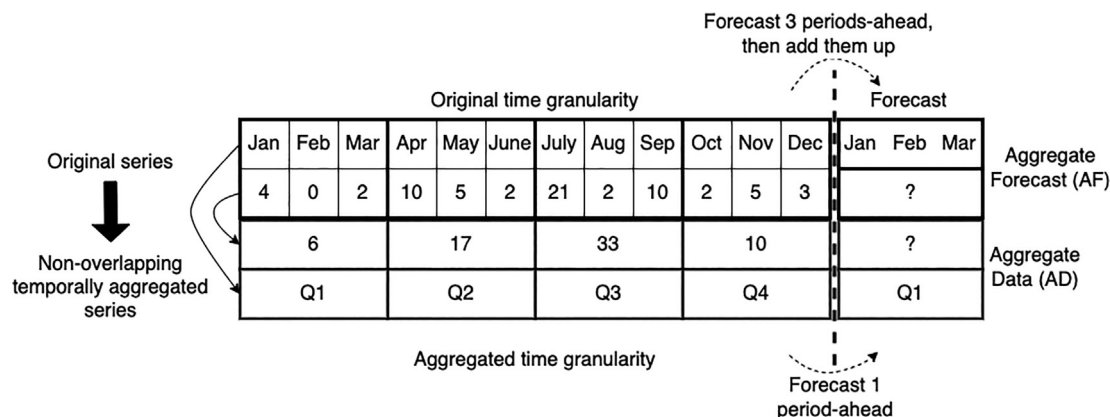 Forecast 3 periods-ahead,
then add them up
Original time granularity
Forecast
Original series
Jan Feb Mar Apr May June July Aug Sep Oct Nov Dec Jan Feb Mar
4 0 2 10 5 2 21 2 10 2 5 3 ?
Aggregate
Forecast (AF)
Non-overlapping
temporally aggregated
series
6 17 33 10 ?
Q1 Q2 Q3 Q4 Q1
Aggregate
Data (AD)
Aggregated time granularity
Forecast 1
period-ahead